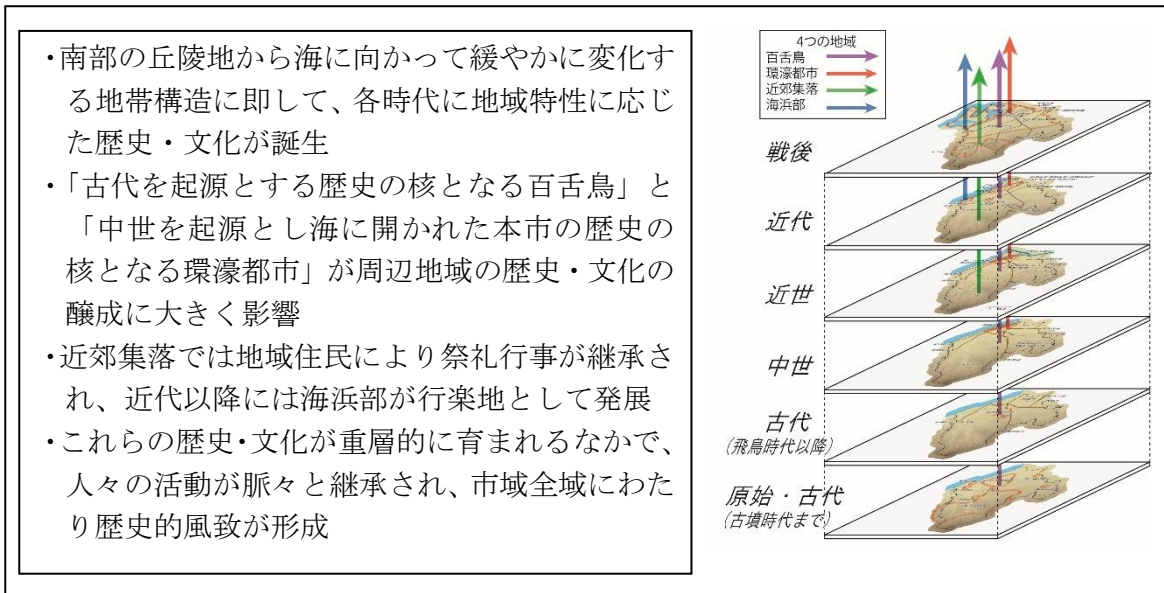 ・南部の丘陵地から海に向かって緩やかに変化す
る地帯構造に即して、各時代に地域特性に応じ
た歴史・文化が誕生
・「古代を起源とする歴史の核となる百舌鳥」と
「中世を起源とし海に開かれた本市の歴史の
核となる環濠都市」が周辺地域の歴史・文化の
醸成に大きく影響
・近郊集落では地域住民により祭礼行事が継承さ
れ、近代以降には海浜部が行楽地として発展
・これらの歴史・文化が重層的に育まれるなかで、
人々の活動が脈々と継承され、市域全域にわた
り歴史的風致が形成
4つの地域
百舌鳥
環濠都市
近郊集落
海浜部
戦後
近代
近世
中世
古代
(飛鳥時代以降)
原始・古代
(古墳時代まで)